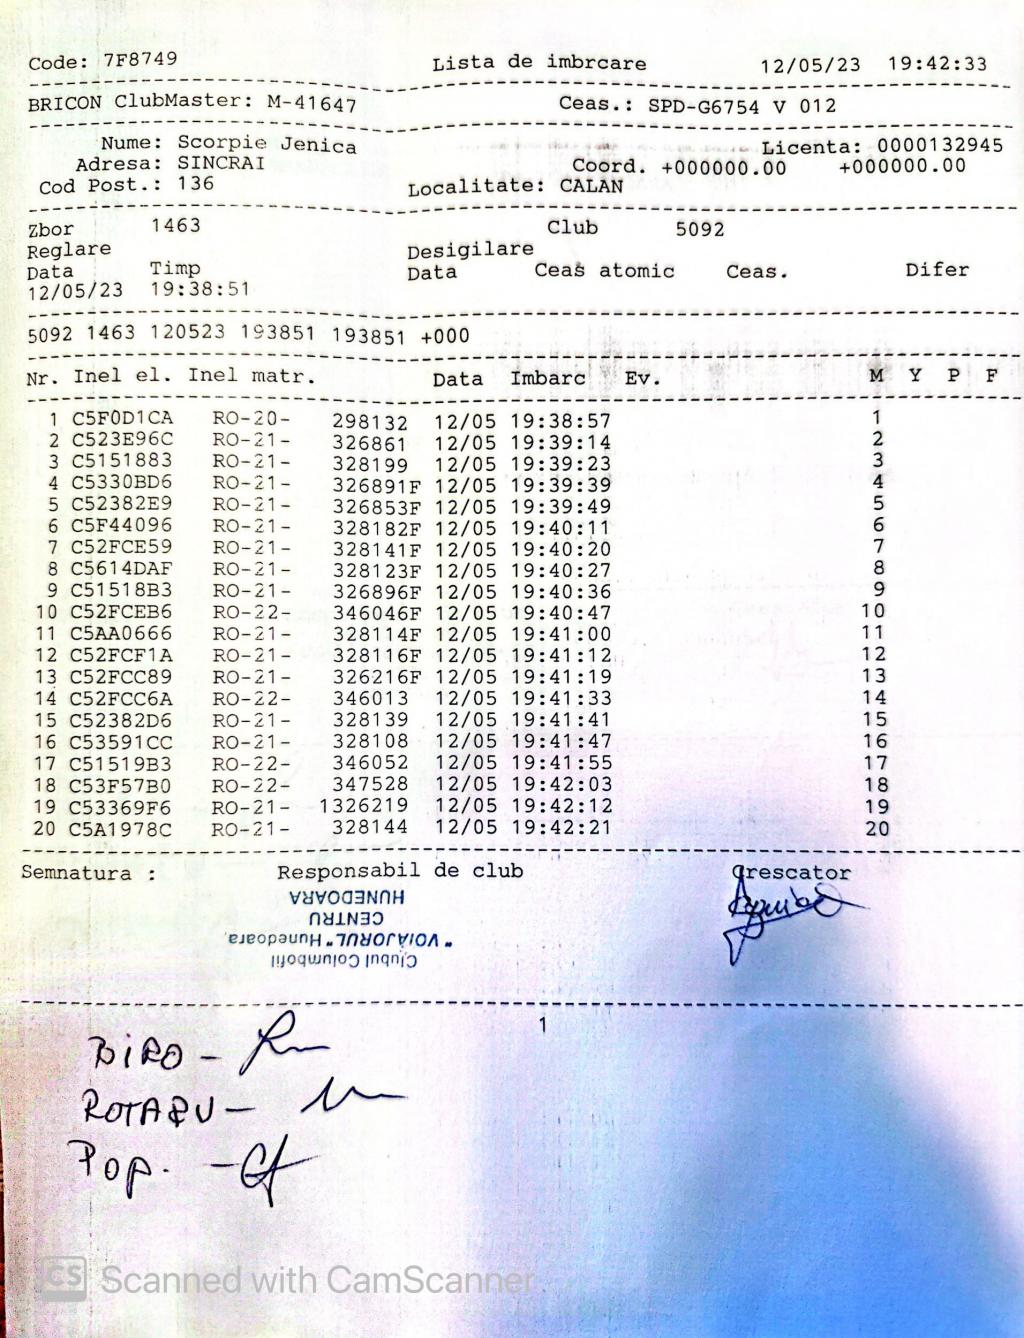 Code: 7F8749 Lista de imbrcare 12/05/23 19:42:33
BRICON ClubMaster: M-41647 Ceas.: SPD-G6754 V 012
Nume: Scorpie Jenica Licenta: 0000132945
Adresa: SINCRAI Coord. +000000.00 +000000.00
Cod Post.: 136 Localitate: CALAN
Zbor 1463 Club 5092
Reglare Desigilare
Data Timp Data Ceas atomic Ceas. Difer
12/05/23 19:38:51
5092 1463 120523 193851 193851 +000
Nr. Inel el. Inel matr. Data Imbarc Ev. M Y P F
1 C5F0D1CA RO-20- 298132 12/05 19:38:57 1
2 C523E96C RO-21- 326861 12/05 19:39:14 2
3 C5151883 RO-21- 328199 12/05 19:39:23 3
4 C5330BD6 RO-21- 326891F 12/05 19:39:39 4
5 C52382E9 RO-21- 326853F 12/05 19:39:49 5
6 C5F44096 RO-21- 328182F 12/05 19:40:11 6
7 C52FCE59 RO-21- 328141F 12/05 19:40:20 7
8 C5614DAF RO-21- 328123F 12/05 19:40:27 8
9 C51518B3 RO-21- 326896F 12/05 19:40:36 9
10 C52FCEB6 RO-22- 346046F 12/05 19:40:47 10
11 C5AA0666 RO-21- 328114F 12/05 19:41:00 11
12 C52FCF1A RO-21- 328116F 12/05 19:41:12 12
13 C52FCC89 RO-21- 326216F 12/05 19:41:19 13
14 C52FCC6A RO-22- 346013 12/05 19:41:33 14
15 C52382D6 RO-21- 328139 12/05 19:41:41 15
16 C53591CC RO-21- 328108 12/05 19:41:47 16
17 C51519B3 RO-22- 346052 12/05 19:41:55 17
18 C53F57B0 RO-22- 347528 12/05 19:42:03 18
19 C53369F6 RO-21- 1326219 12/05 19:42:12 19
20 C5A1978C RO-21- 328144 12/05 19:42:21 20
Semnatura : Responsabil de club Crescator
Clubul Columbofil
"VOIAJORUL" Hunedoara
CENTRU
HUNEDOARA
1
BIRO -
ROTARU -
POP. -
CS Scanned with CamScanner